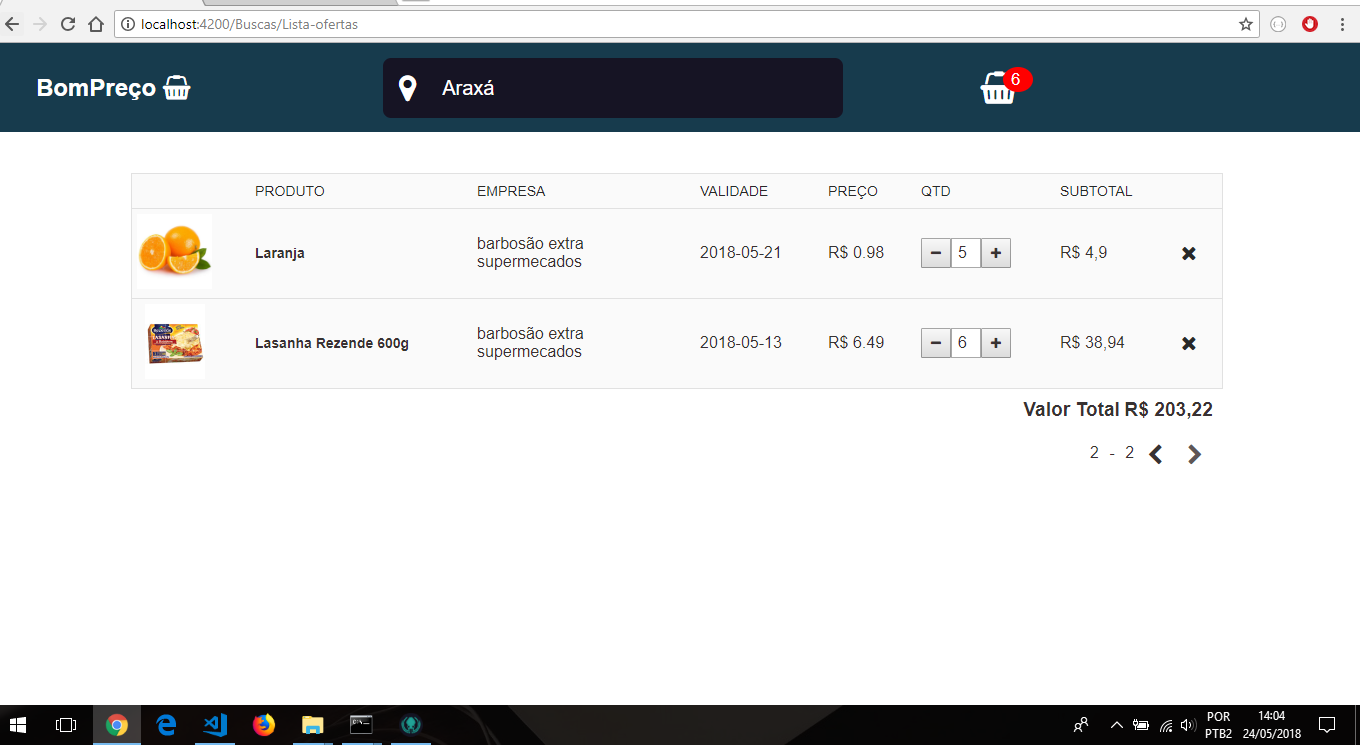 localhost:4200/Buscas/Lista-ofertas
BomPreço
Araxá
6
PRODUTO EMPRESA VALIDADE PREÇO QTD SUBTOTAL
Laranja
barbosão extra
supermecados
2018-05-21 R$ 0.98 5 R$ 4,9
Lasanha Rezende 600g
barbosão extra
supermecados
2018-05-13 R$ 6.49 6 R$ 38,94
Valor Total R$ 203,22
2 - 2
POR
PTB2
14:04
24/05/2018